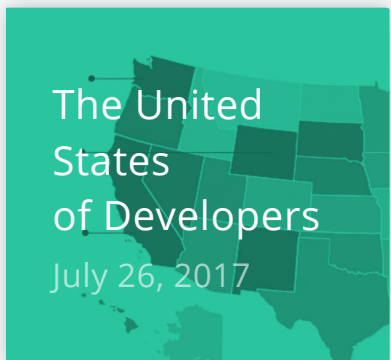 The United
States
of Developers
July 26, 2017